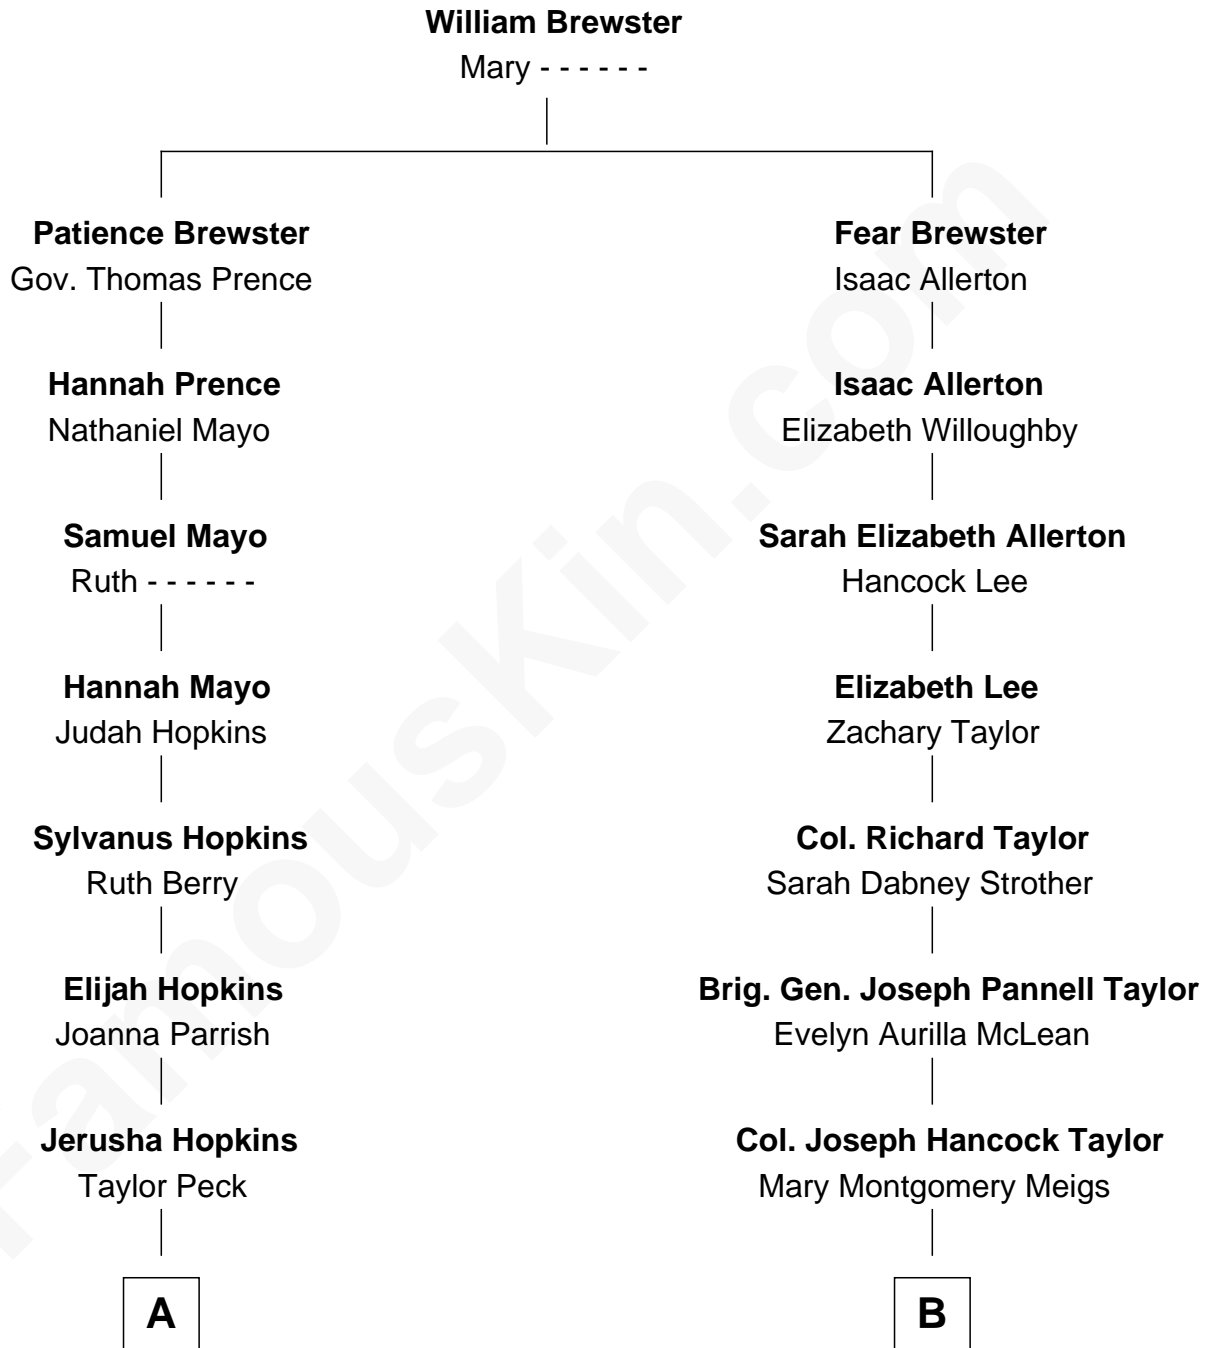 William Brewster
Mary - - - - - -
Patience Brewster
Gov. Thomas Prence
Fear Brewster
Isaac Allerton
Hannah Prence
Nathaniel Mayo
Isaac Allerton
Elizabeth Willoughby
Samuel Mayo
Ruth - - - - - -
Sarah Elizabeth Allerton
Hancock Lee
Hannah Mayo
Judah Hopkins
Elizabeth Lee
Zachary Taylor
Sylvanus Hopkins
Ruth Berry
Col. Richard Taylor
Sarah Dabney Strother
Elijah Hopkins
Joanna Parrish
Brig. Gen. Joseph Pannell Taylor
Evelyn Aurilla McLean
Jerusha Hopkins
Taylor Peck
Col. Joseph Hancock Taylor
Mary Montgomery Meigs
A
B
FamousKin.com